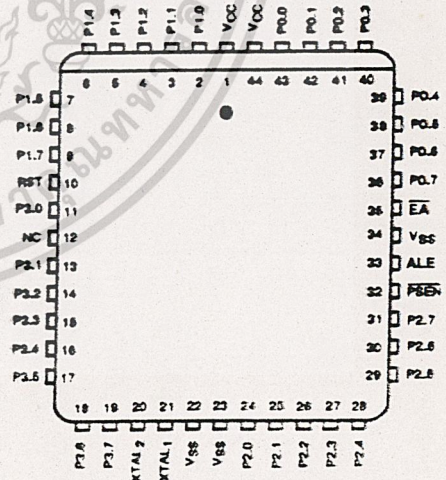 P1.4 P1.3 P1.2 P1.1 P1.0 VCC VCC P0.0 P0.1 P0.2 P0.3
6 5 4 3 2 1 44 43 42 41 40
P1.5 7
P1.6 8
P1.7 9
RST 10
P3.0 11
NC 12
P3.1 13
P3.2 14
P3.3 15
P3.4 16
P3.5 17
39 P0.4
38 P0.5
37 P0.6
36 P0.7
35 EA
34 VSS
33 ALE
32 PSEN
31 P2.7
30 P2.6
29 P2.5
18 19 20 21 22 23 24 25 26 27 28
P3.6 P3.7 XTAL2 XTAL1 VSS VSS P2.0 P2.1 P2.2 P2.3 P2.4